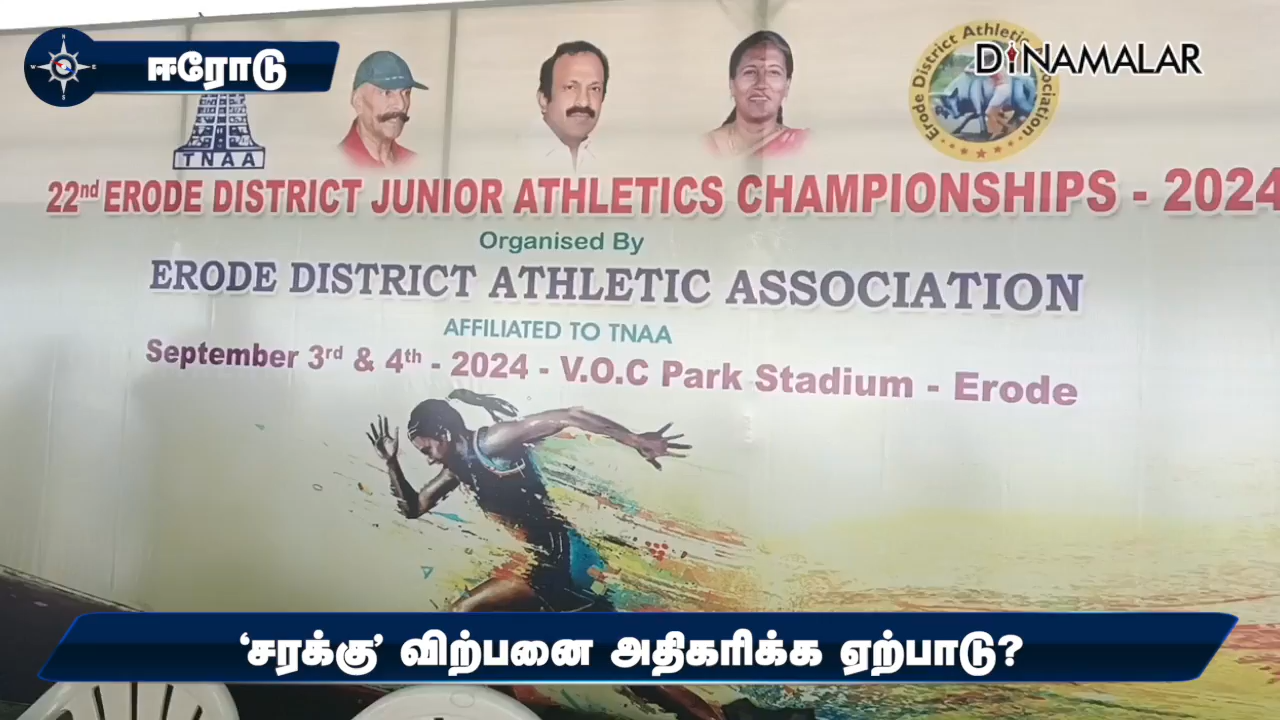 ஈரோடு
DINAMALAR
TNAA
Erode District Athletic Association
22nd ERODE DISTRICT JUNIOR ATHLETICS CHAMPIONSHIPS - 2024
Organised By
ERODE DISTRICT ATHLETIC ASSOCIATION
AFFILIATED TO TNAA
September 3rd & 4th - 2024 - V.O.C Park Stadium - Erode
‘சரக்கு’ விற்பனை அதிகரிக்க ஏற்பாடு?